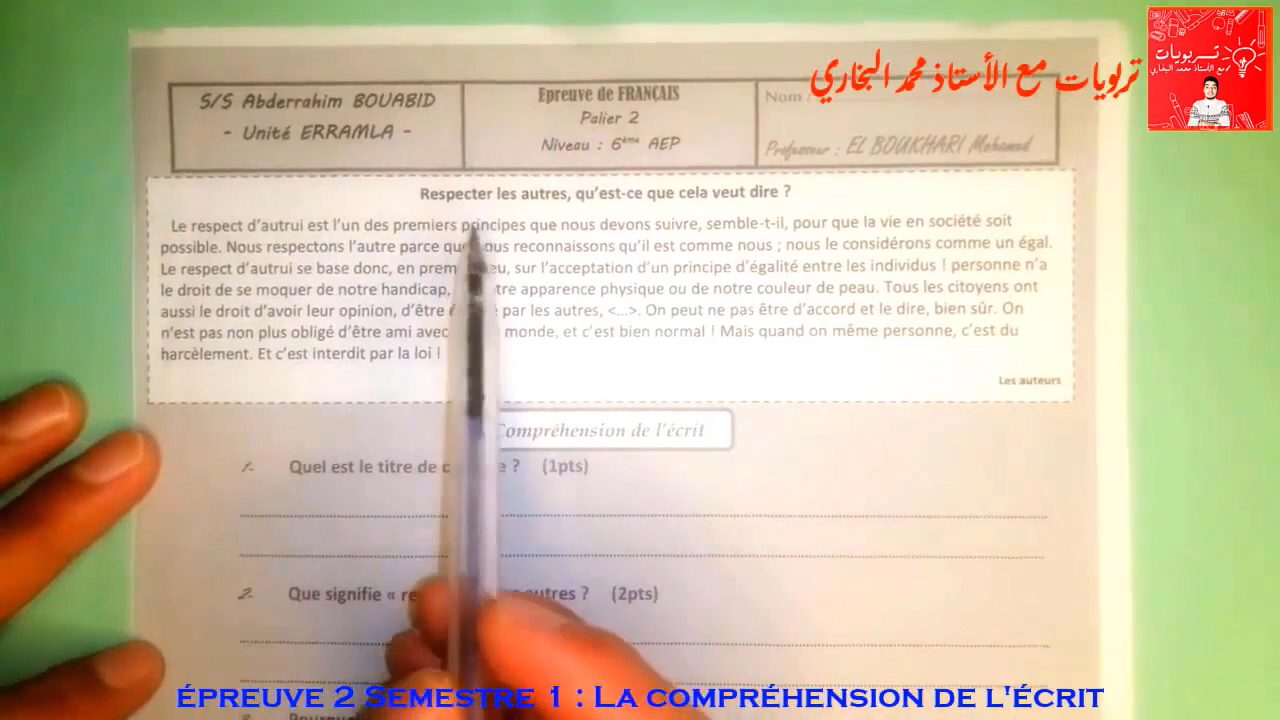 تربويات مع الأستاذ محمد البخاري
تربويات
مع الأستاذ محمد البخاري
S/S Abderrahim BOUABID
- Unité ERRAMLA -
Epreuve de FRANÇAIS
Palier 2
Niveau : 6ème AEP
Nom :
Professeur : EL BOUKHARI Mohamed
Respecter les autres, qu'est-ce que cela veut dire ?
Le respect d'autrui est l'un des premiers principes que nous devons suivre, semble-t-il, pour que la vie en société soit
possible. Nous respectons l'autre parce que nous reconnaissons qu'il est comme nous ; nous le considérons comme un égal.
Le respect d'autrui se base donc, en premier lieu, sur l'acceptation d'un principe d'égalité entre les individus ! personne n'a
le droit de se moquer de notre handicap, notre apparence physique ou de notre couleur de peau. Tous les citoyens ont
aussi le droit d'avoir leur opinion, d'être par les autres, <...>. On peut ne pas être d'accord et le dire, bien sûr. On
n'est pas non plus obligé d'être ami avec monde, et c'est bien normal ! Mais quand on même personne, c'est du
harcèlement. Et c'est interdit par la loi !
Les auteurs
Compréhension de l'écrit
1- Quel est le titre de ? (1pts)
2- Que signifie « autres ? (2pts)
3- Pourquoi
épreuve 2 Semestre 1 : La compréhension de l'écrit